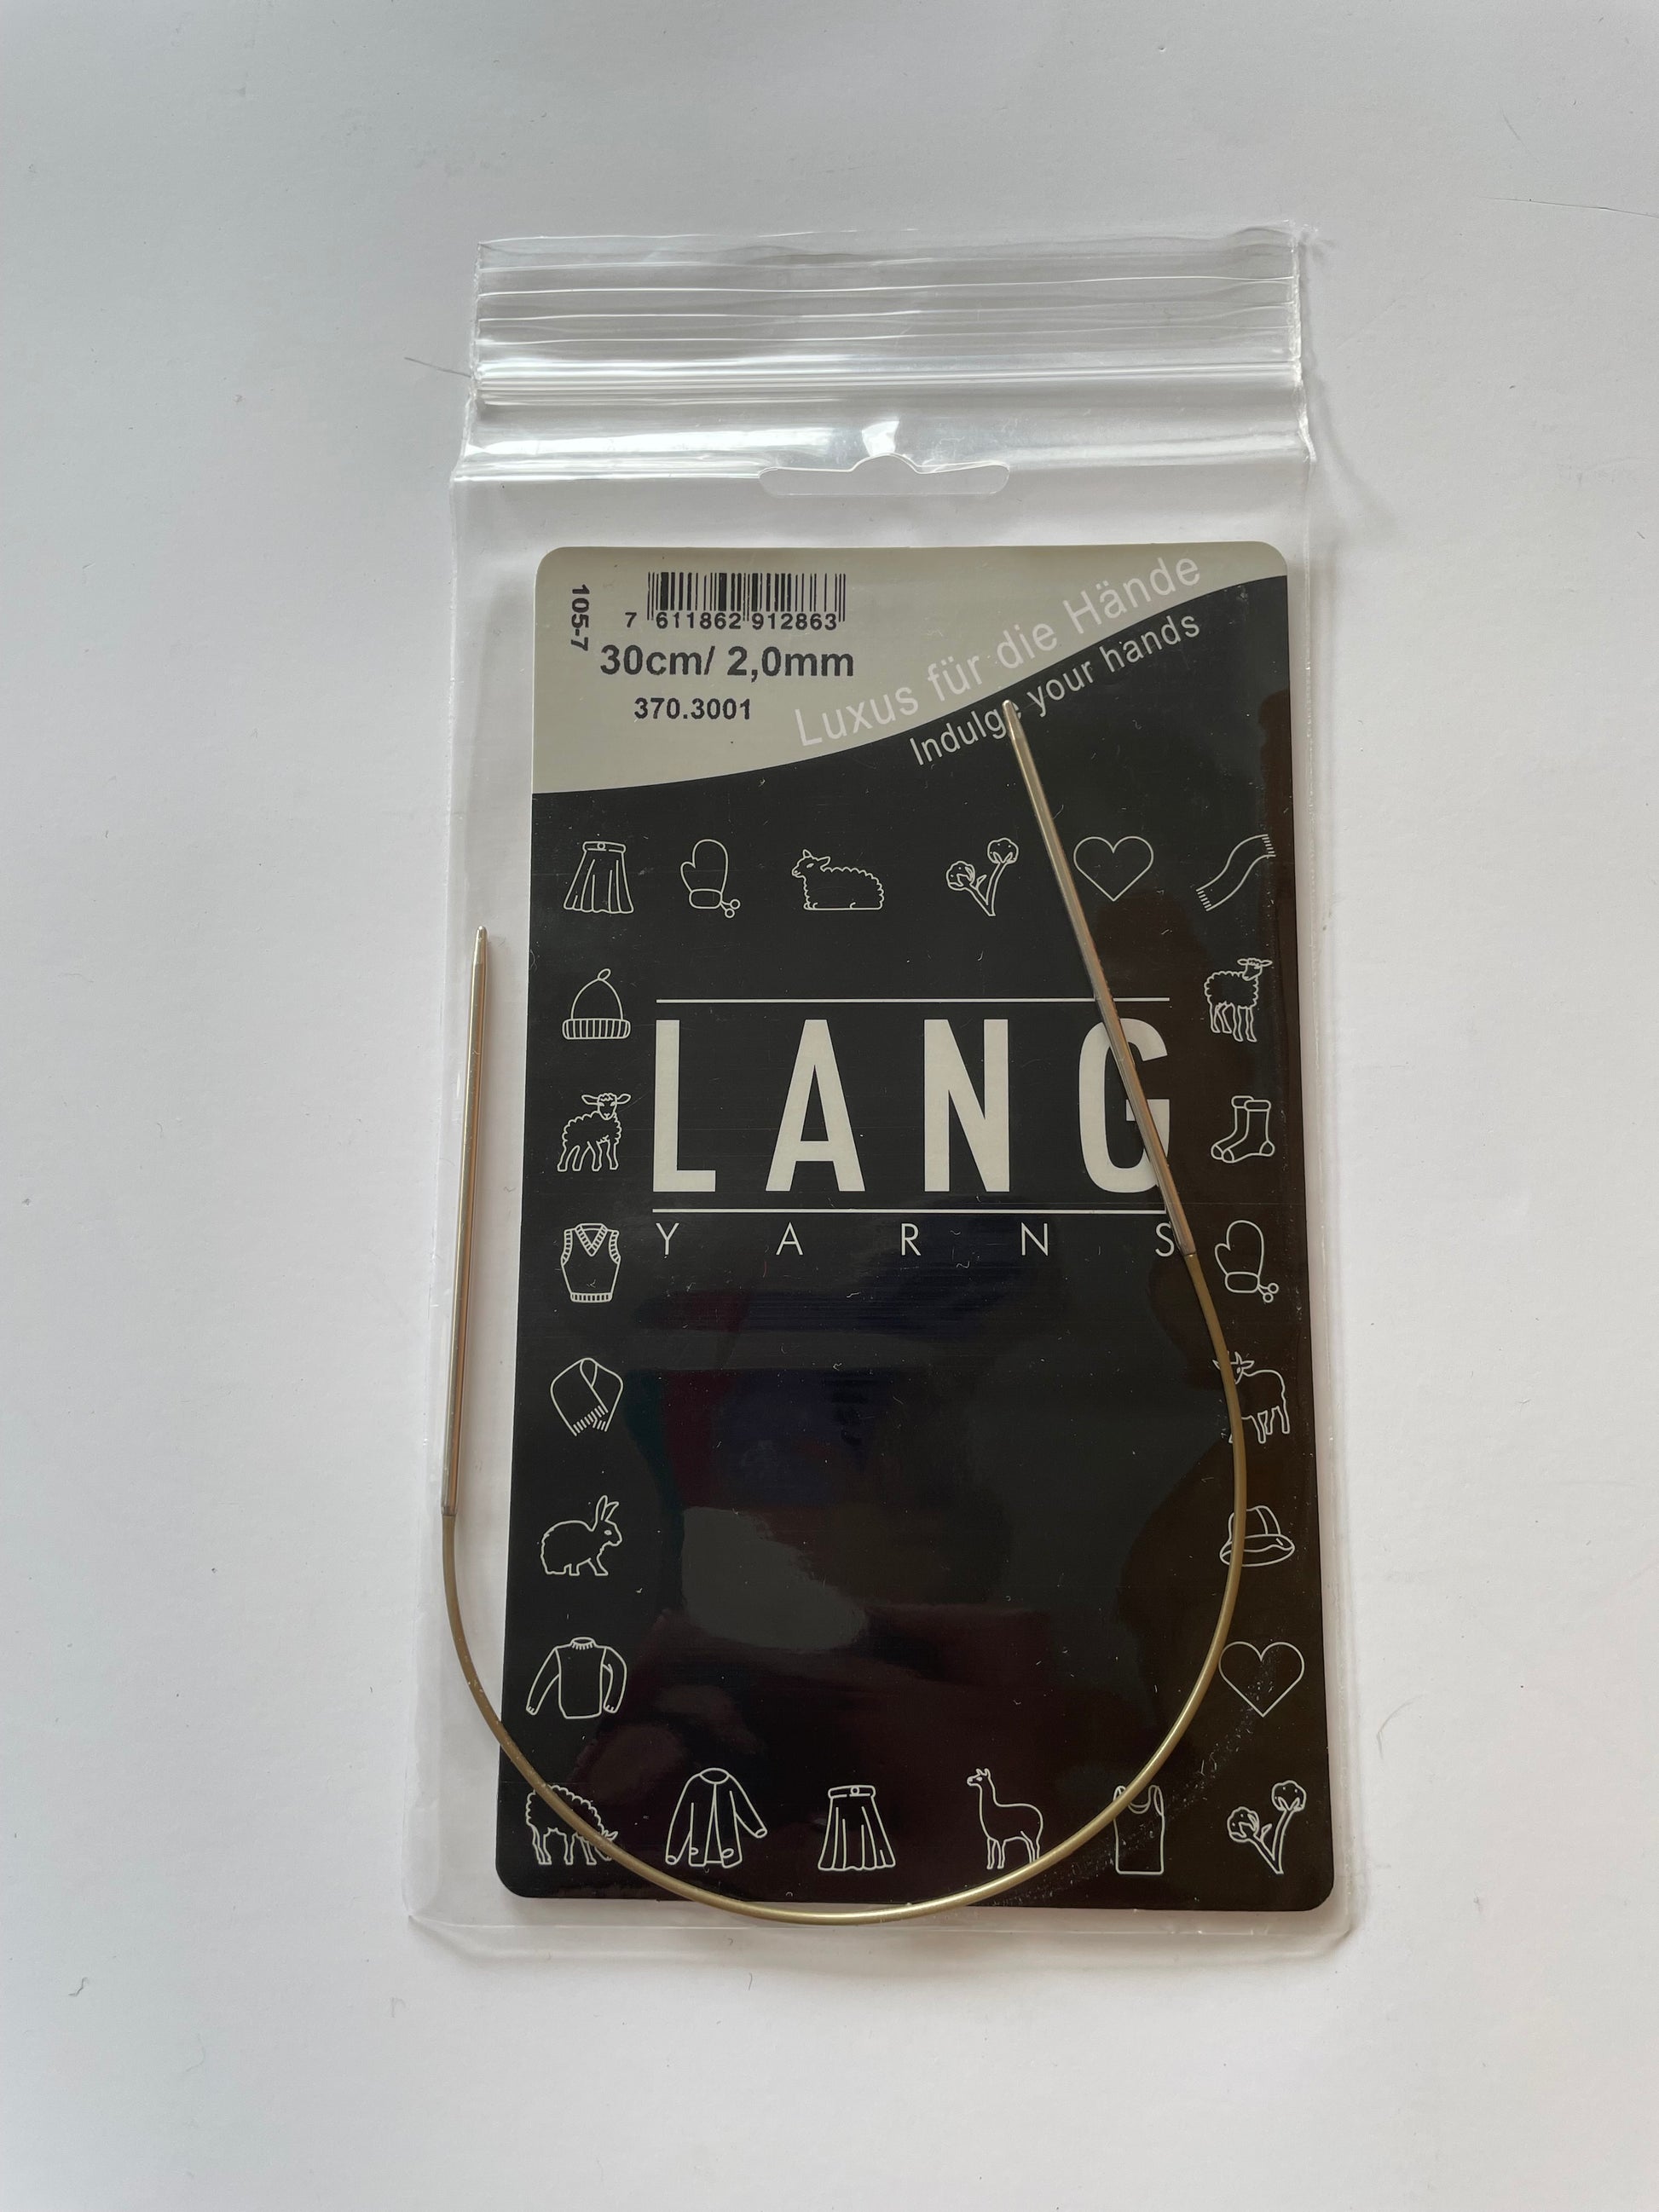 105-7
7 611862 912863
30cm/ 2,0mm
370.3001
Luxus für die Hände
Indulge your hands
LANG
YARNS